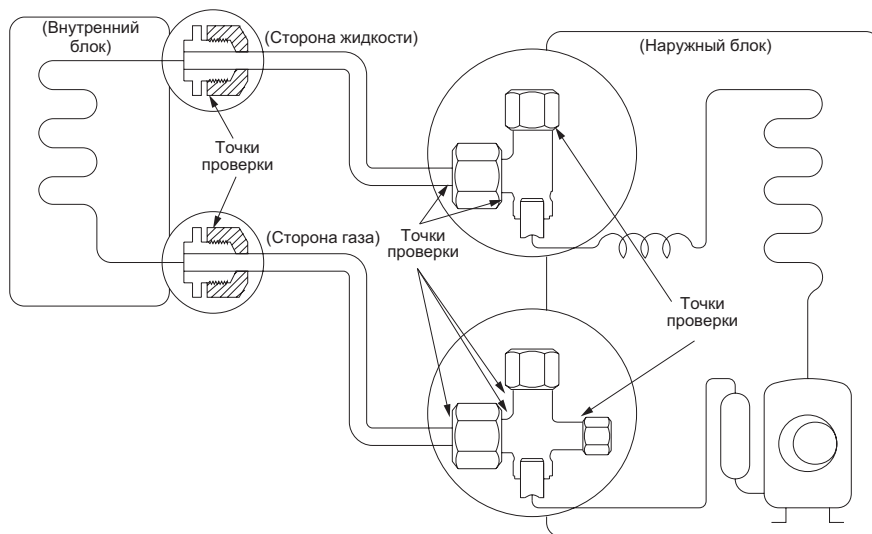 (Внутренний
блок)
(Сторона жидкости)
(Наружный блок)
Точки
проверки
(Сторона газа)
Точки
проверки
Точки
проверки